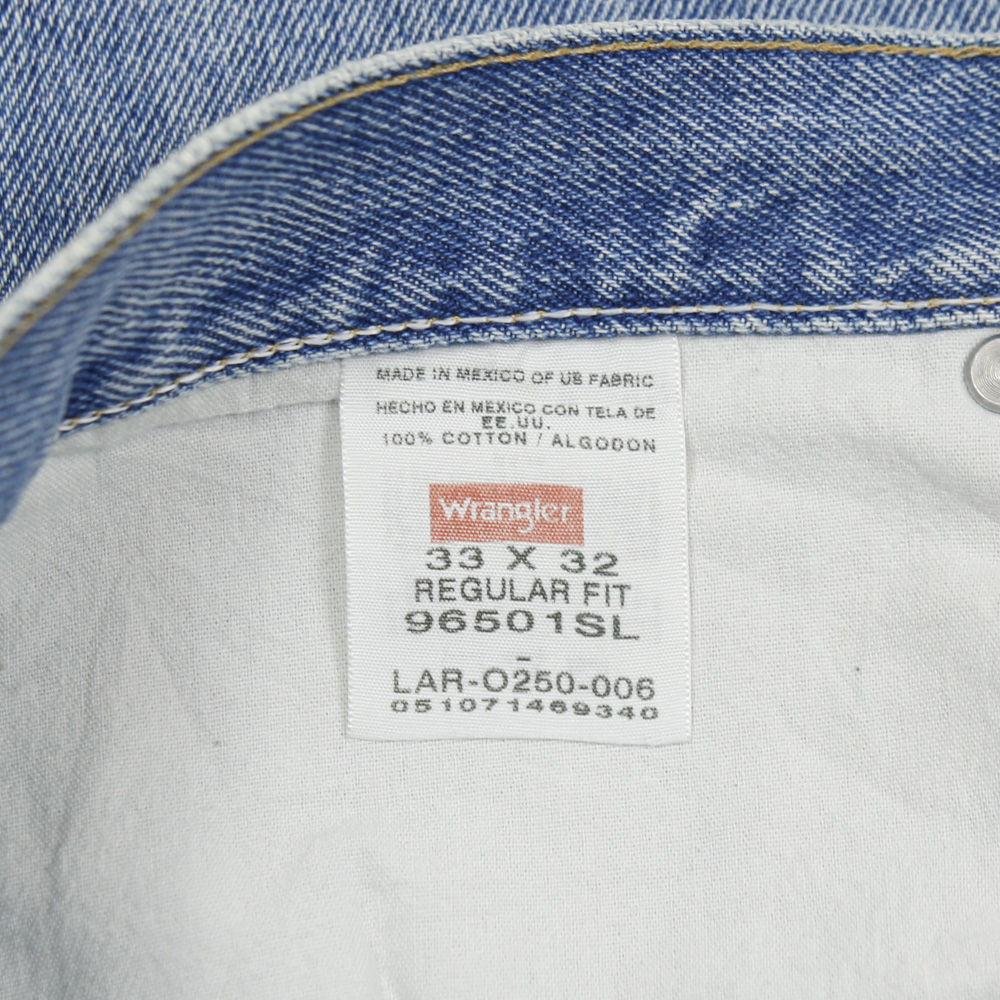 MADE IN MEXICO OF US FABRIC
HECHO EN MEXICO CON TELA DE
EE.UU.
100% COTTON / ALGODON
Wrangler
33 X 32
REGULAR FIT
96501SL
LAR-O250-006
051071469340